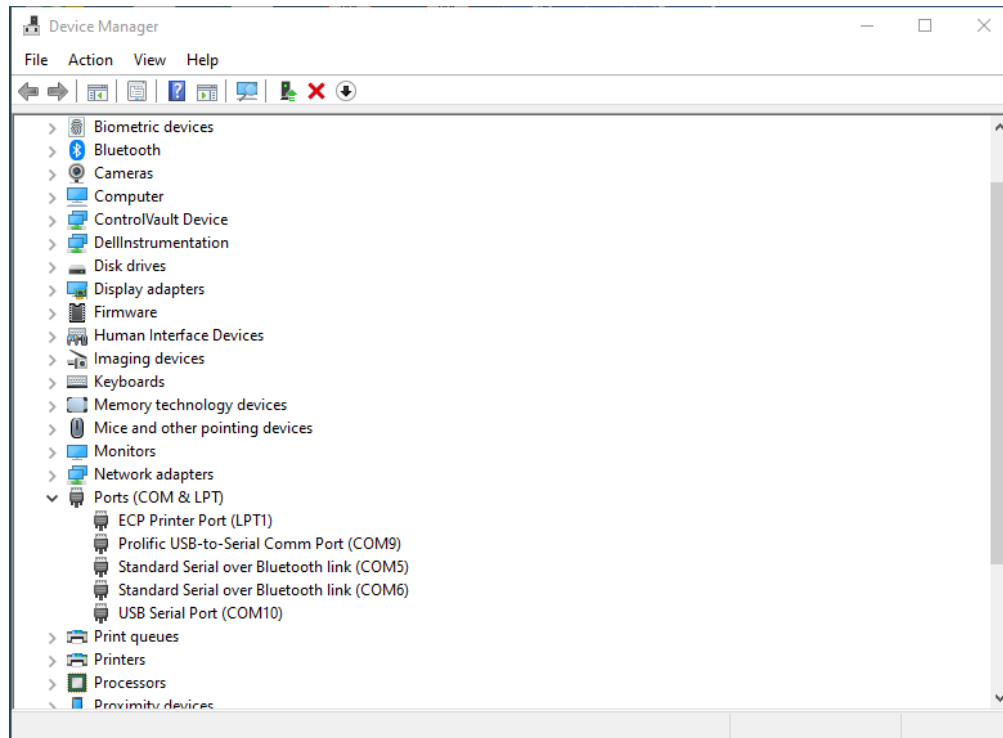 Device Manager
File Action View Help
Biometric devices
Bluetooth
Cameras
Computer
ControlVault Device
DellInstrumentation
Disk drives
Display adapters
Firmware
Human Interface Devices
Imaging devices
Keyboards
Memory technology devices
Mice and other pointing devices
Monitors
Network adapters
Ports (COM & LPT)
ECP Printer Port (LPT1)
Prolific USB-to-Serial Comm Port (COM9)
Standard Serial over Bluetooth link (COM5)
Standard Serial over Bluetooth link (COM6)
USB Serial Port (COM10)
Print queues
Printers
Processors
Proximity devices